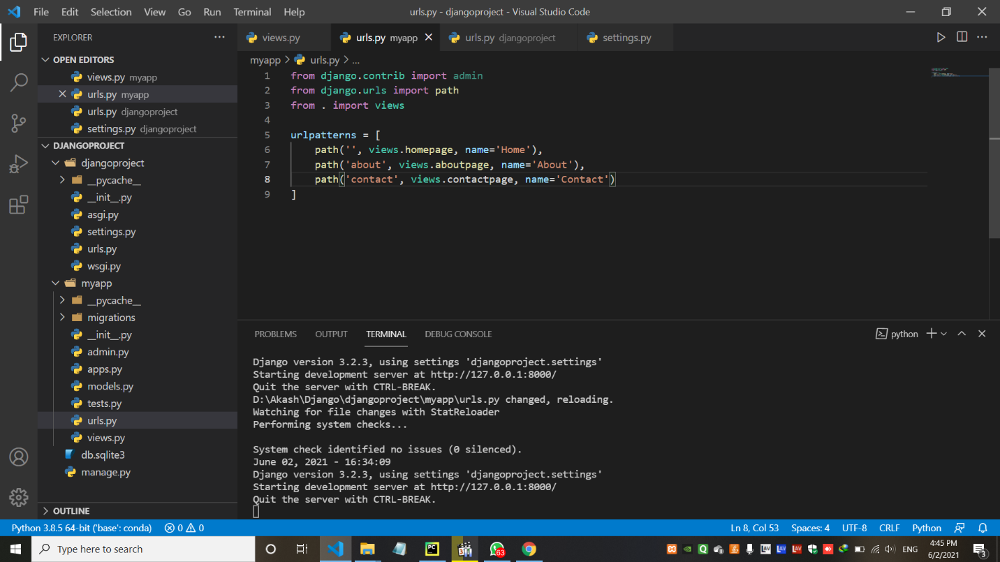 File Edit Selection View Go Run Terminal Help urls.py - djangoproject - Visual Studio Code
EXPLORER
OPEN EDITORS
views.py myapp
urls.py myapp
urls.py djangoproject
settings.py djangoproject
DJANGOPROJECT
djangoproject
__pycache__
__init__.py
asgi.py
settings.py
urls.py
wsgi.py
myapp
__pycache__
migrations
__init__.py
admin.py
apps.py
models.py
tests.py
urls.py
views.py
db.sqlite3
manage.py
OUTLINE
views.py urls.py myapp urls.py djangoproject settings.py
myapp > urls.py > ...
1 from django.contrib import admin
2 from django.urls import path
3 from . import views
4
5 urlpatterns = [
6 path('', views.homepage, name='Home'),
7 path('about', views.aboutpage, name='About'),
8 path('contact', views.contactpage, name='Contact')
9 ]
PROBLEMS OUTPUT TERMINAL DEBUG CONSOLE python
Django version 3.2.3, using settings 'djangoproject.settings'
Starting development server at http://127.0.0.1:8000/
Quit the server with CTRL-BREAK.
D:\Akash\Django\djangoproject\myapp\urls.py changed, reloading.
Watching for file changes with StatReloader
Performing system checks...
System check identified no issues (0 silenced).
June 02, 2021 - 16:34:09
Django version 3.2.3, using settings 'djangoproject.settings'
Starting development server at http://127.0.0.1:8000/
Quit the server with CTRL-BREAK.
Python 3.8.5 64-bit ('base': conda) 0 0 Ln 8, Col 53 Spaces: 4 UTF-8 CRLF Python
Type here to search PC 63 ENG 4:45 PM
6/2/2021 3